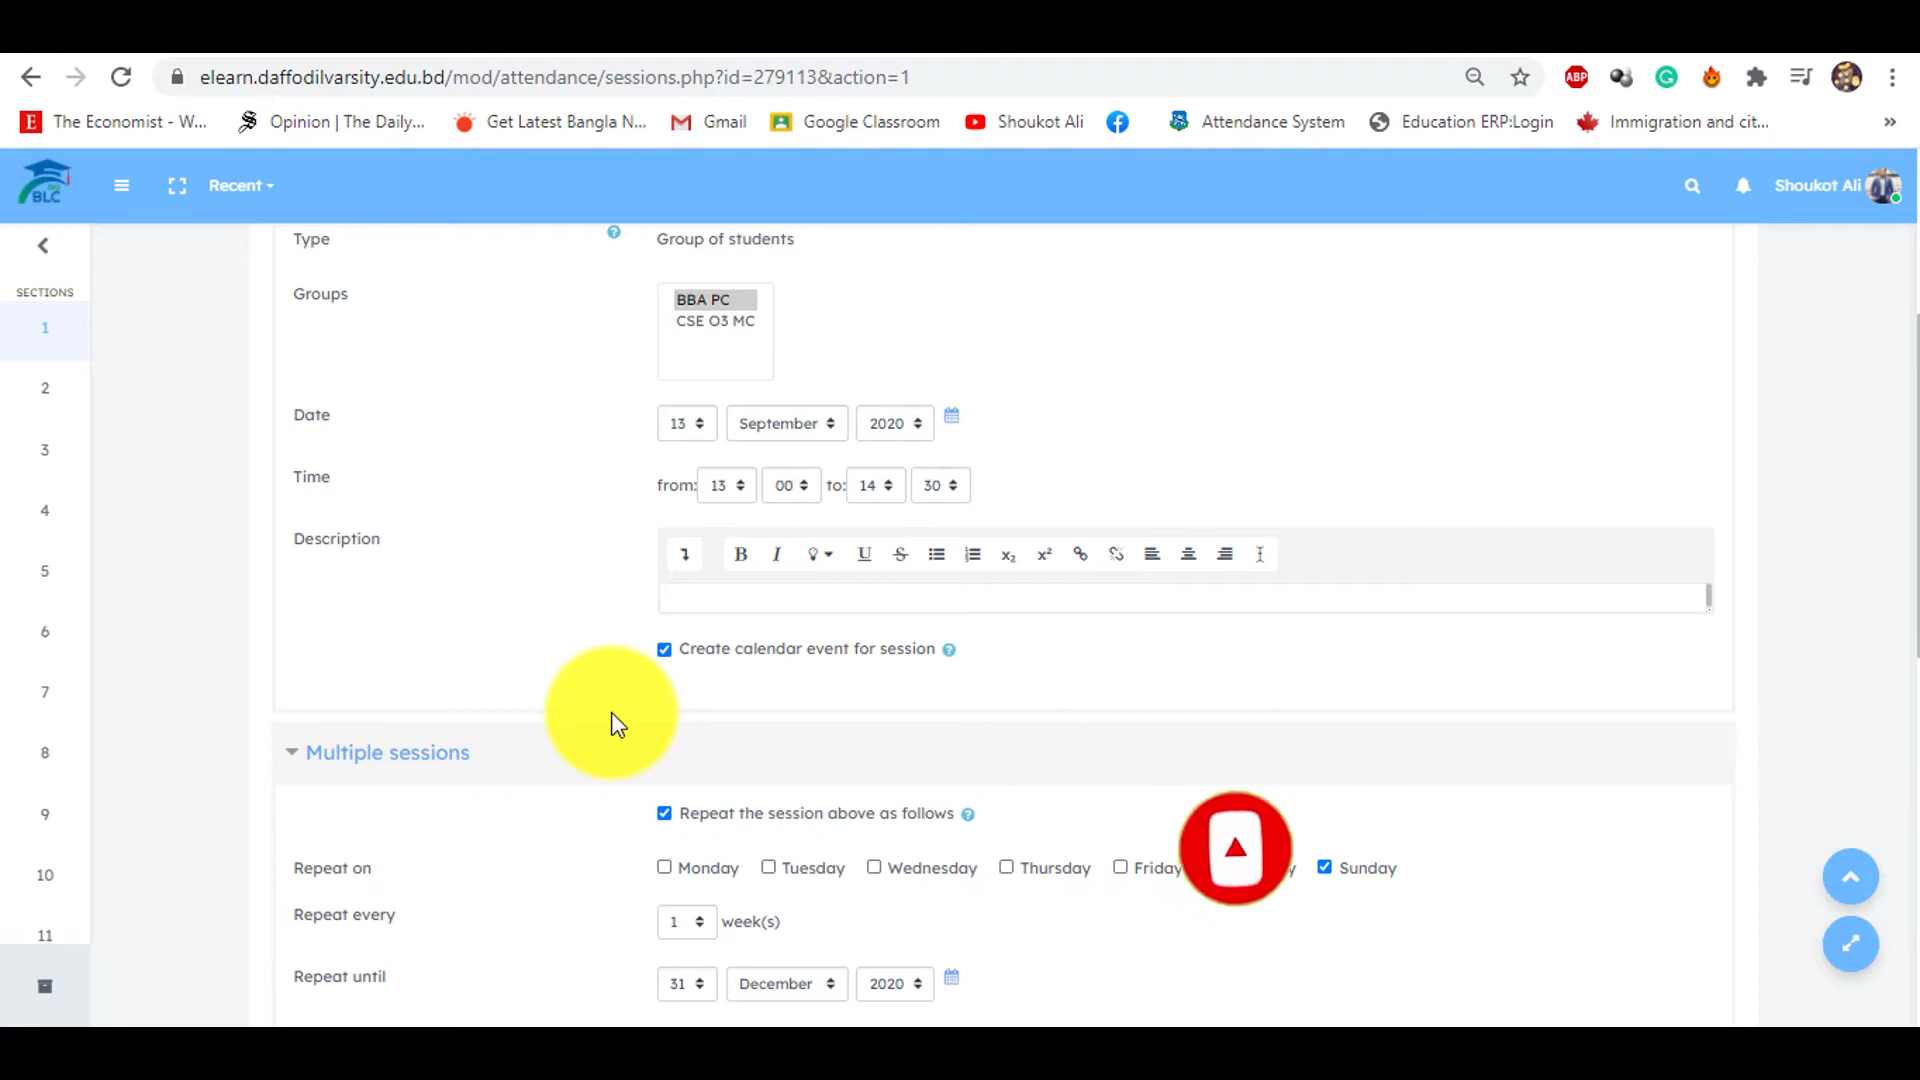 elearn.daffodilvarsity.edu.bd/mod/attendance/sessions.php?id=279113&action=1
ABP
The Economist - W...
Opinion | The Daily...
Get Latest Bangla N...
Gmail
Google Classroom
Shoukot Ali
Attendance System
Education ERP:Login
Immigration and cit...
»
BLC
Recent
Shoukot Ali
SECTIONS
1
2
3
4
5
6
7
8
9
10
11
Type
Group of students
Groups
BBA PC
CSE O3 MC
Date
13 September 2020
Time
from: 13 00 to: 14 30
Description
Create calendar event for session
Multiple sessions
Repeat the session above as follows
Repeat on
Monday Tuesday Wednesday Thursday Friday Sunday
Repeat every
1 week(s)
Repeat until
31 December 2020